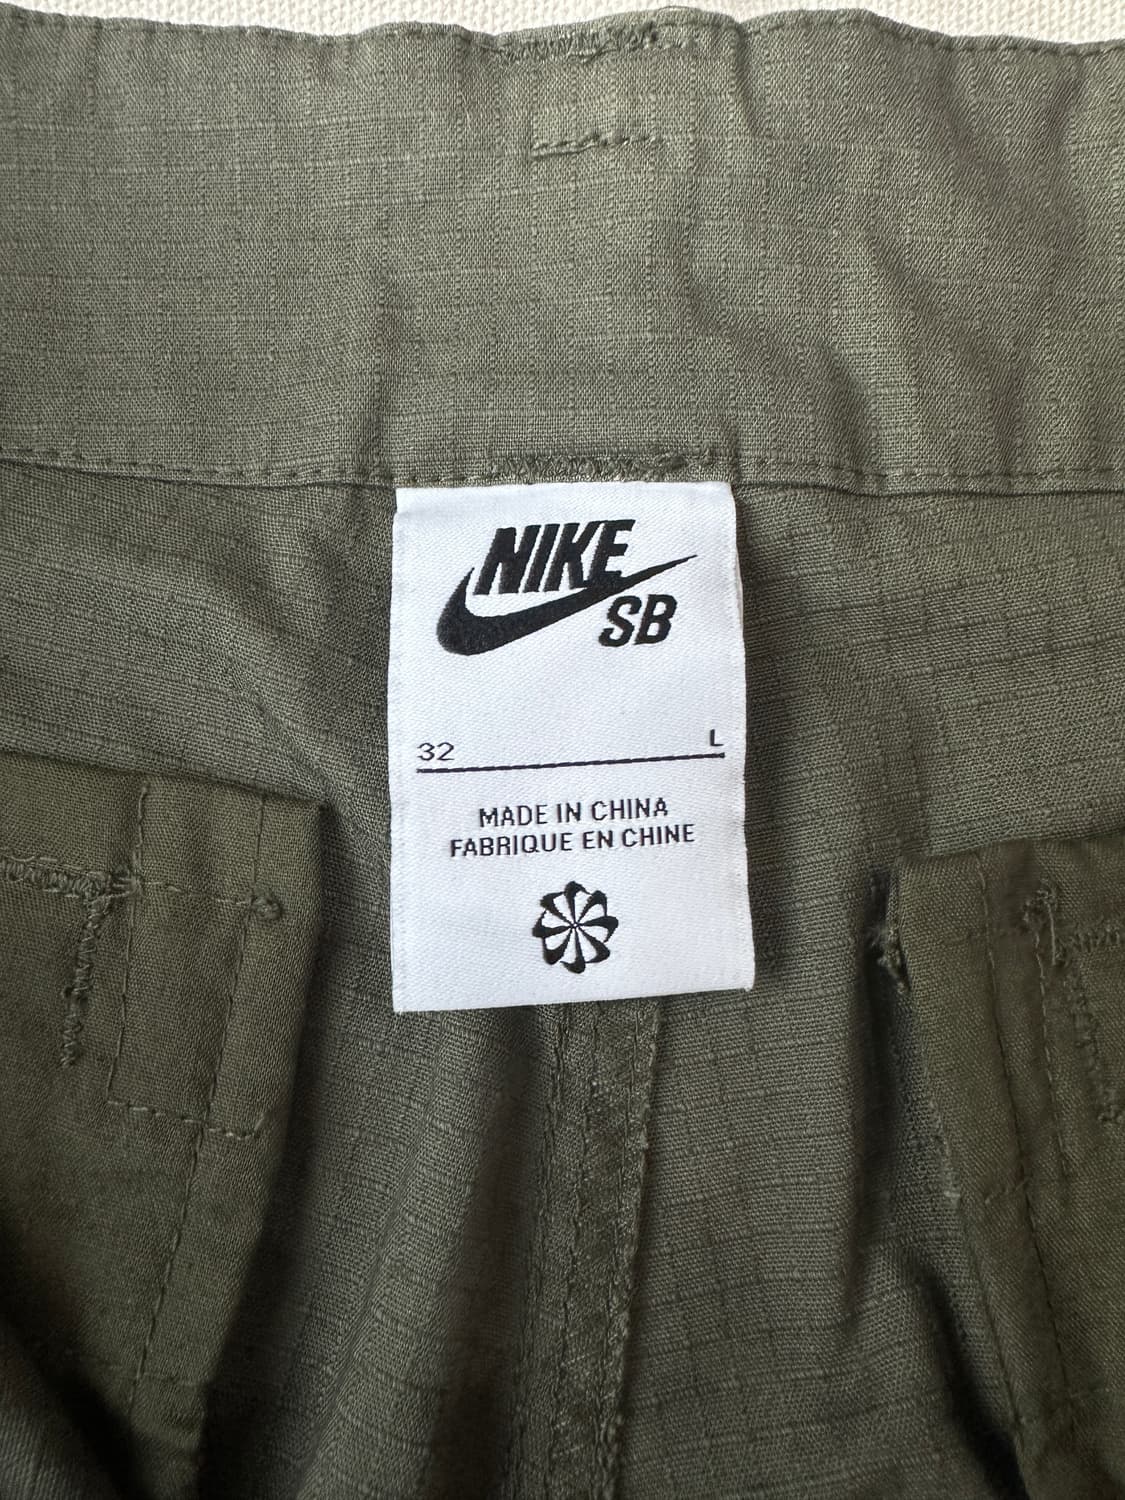 NIKE
SB
32 L
MADE IN CHINA
FABRIQUE EN CHINE